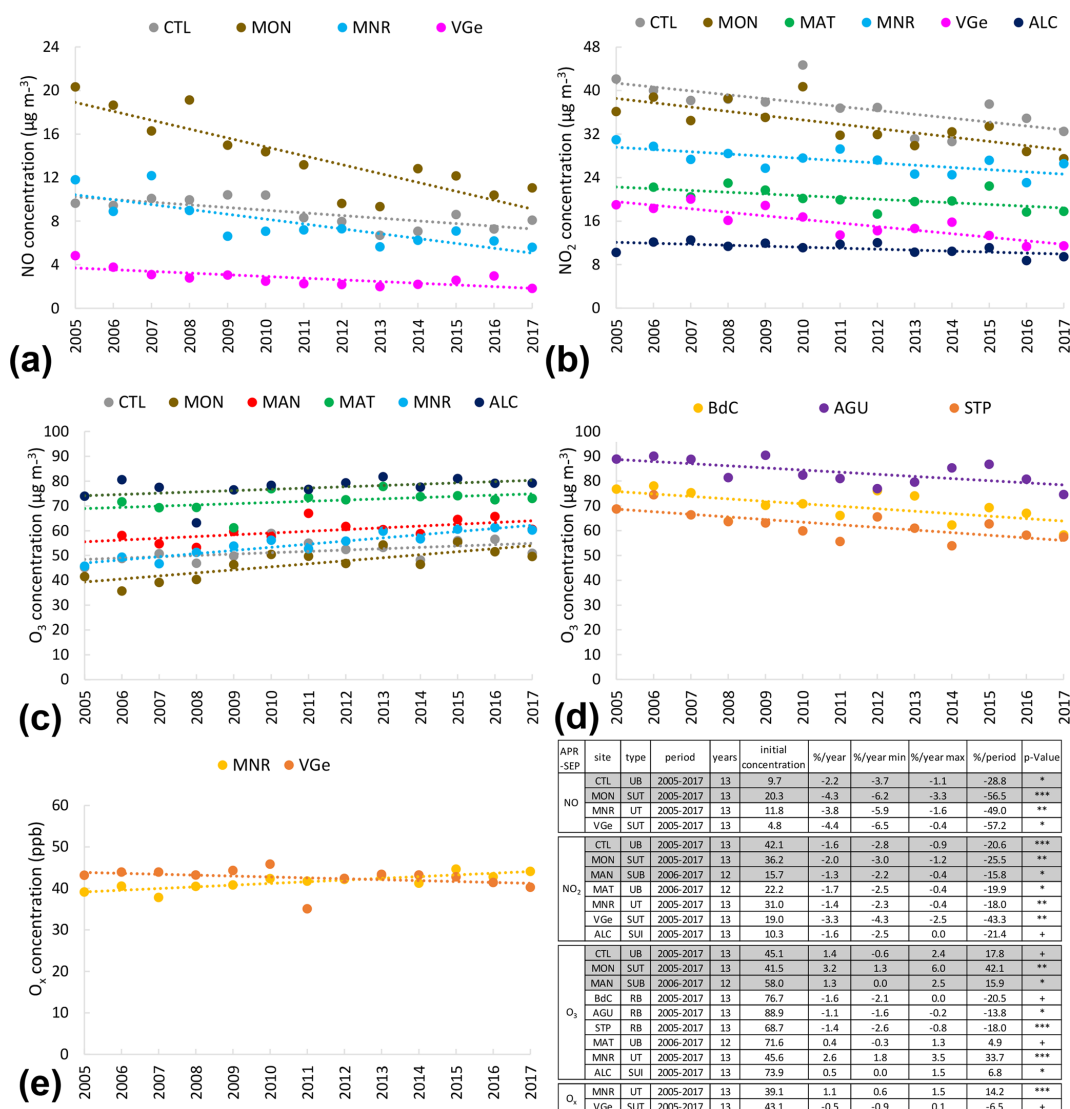 CTL MON MNR VGe
NO concentration (µg m⁻³)
24
20
16
12
8
4
0
2005 2006 2007 2008 2009 2010 2011 2012 2013 2014 2015 2016 2017
(a)
CTL MON MAT MNR VGe ALC
NO₂ concentration (µg m⁻³)
48
40
32
24
16
8
0
2005 2006 2007 2008 2009 2010 2011 2012 2013 2014 2015 2016 2017
(b)
CTL MON MAN MAT MNR ALC
O₃ concentration (µg m⁻³)
100
90
80
70
60
50
40
30
20
10
0
2005 2006 2007 2008 2009 2010 2011 2012 2013 2014 2015 2016 2017
(c)
BdC AGU STP
O₃ concentration (µg m⁻³)
100
90
80
70
60
50
40
30
20
10
0
2005 2006 2007 2008 2009 2010 2011 2012 2013 2014 2015 2016 2017
(d)
MNR VGe
Oₓ concentration (ppb)
60
50
40
30
20
10
0
2005 2006 2007 2008 2009 2010 2011 2012 2013 2014 2015 2016 2017
(e)
APR -SEP site type period years initial concentration %/year %/year min %/year max %/period p-Value
NO
CTL UB 2005-2017 13 9.7 -2.2 -3.7 -1.1 -28.8 *
MON SUT 2005-2017 13 20.3 -4.3 -6.2 -3.3 -56.5 ***
MNR UT 2005-2017 13 11.8 -3.8 -5.9 -1.6 -49.0 **
VGe SUT 2005-2017 13 4.8 -4.4 -6.5 -0.4 -57.2 *
NO₂
CTL UB 2005-2017 13 42.1 -1.6 -2.8 -0.9 -20.6 ***
MON SUT 2005-2017 13 36.2 -2.0 -3.0 -1.2 -25.5 **
MAN SUB 2006-2017 12 15.7 -1.3 -2.2 -0.4 -15.8 *
MAT UB 2006-2017 12 22.2 -1.7 -2.5 -0.4 -19.9 *
MNR UT 2005-2017 13 31.0 -1.4 -2.3 -0.4 -18.0 **
VGe SUT 2005-2017 13 19.0 -3.3 -4.3 -2.5 -43.3 **
ALC SUI 2005-2017 13 10.3 -1.6 -2.5 0.0 -21.4 +
O₃
CTL UB 2005-2017 13 45.1 1.4 -0.6 2.4 17.8 +
MON SUT 2005-2017 13 41.5 3.2 1.3 6.0 42.1 **
MAN SUB 2006-2017 12 58.0 1.3 0.0 2.5 15.9 *
BdC RB 2005-2017 13 76.7 -1.6 -2.1 0.0 -20.5 +
AGU RB 2005-2017 13 88.9 -1.1 -1.6 -0.2 -13.8 *
STP RB 2005-2017 13 68.7 -1.4 -2.6 -0.8 -18.0 ***
MAT UB 2006-2017 12 71.6 0.4 -0.3 1.3 4.9 +
MNR UT 2005-2017 13 45.6 2.6 1.8 3.5 33.7 ***
ALC SUI 2005-2017 13 73.9 0.5 0.0 1.5 6.8 *
Oₓ
MNR UT 2005-2017 13 39.1 1.1 0.6 1.5 14.2 ***
VGe SUT 2005-2017 13 43.1 -0.5 -0.9 0.1 -6.5 +